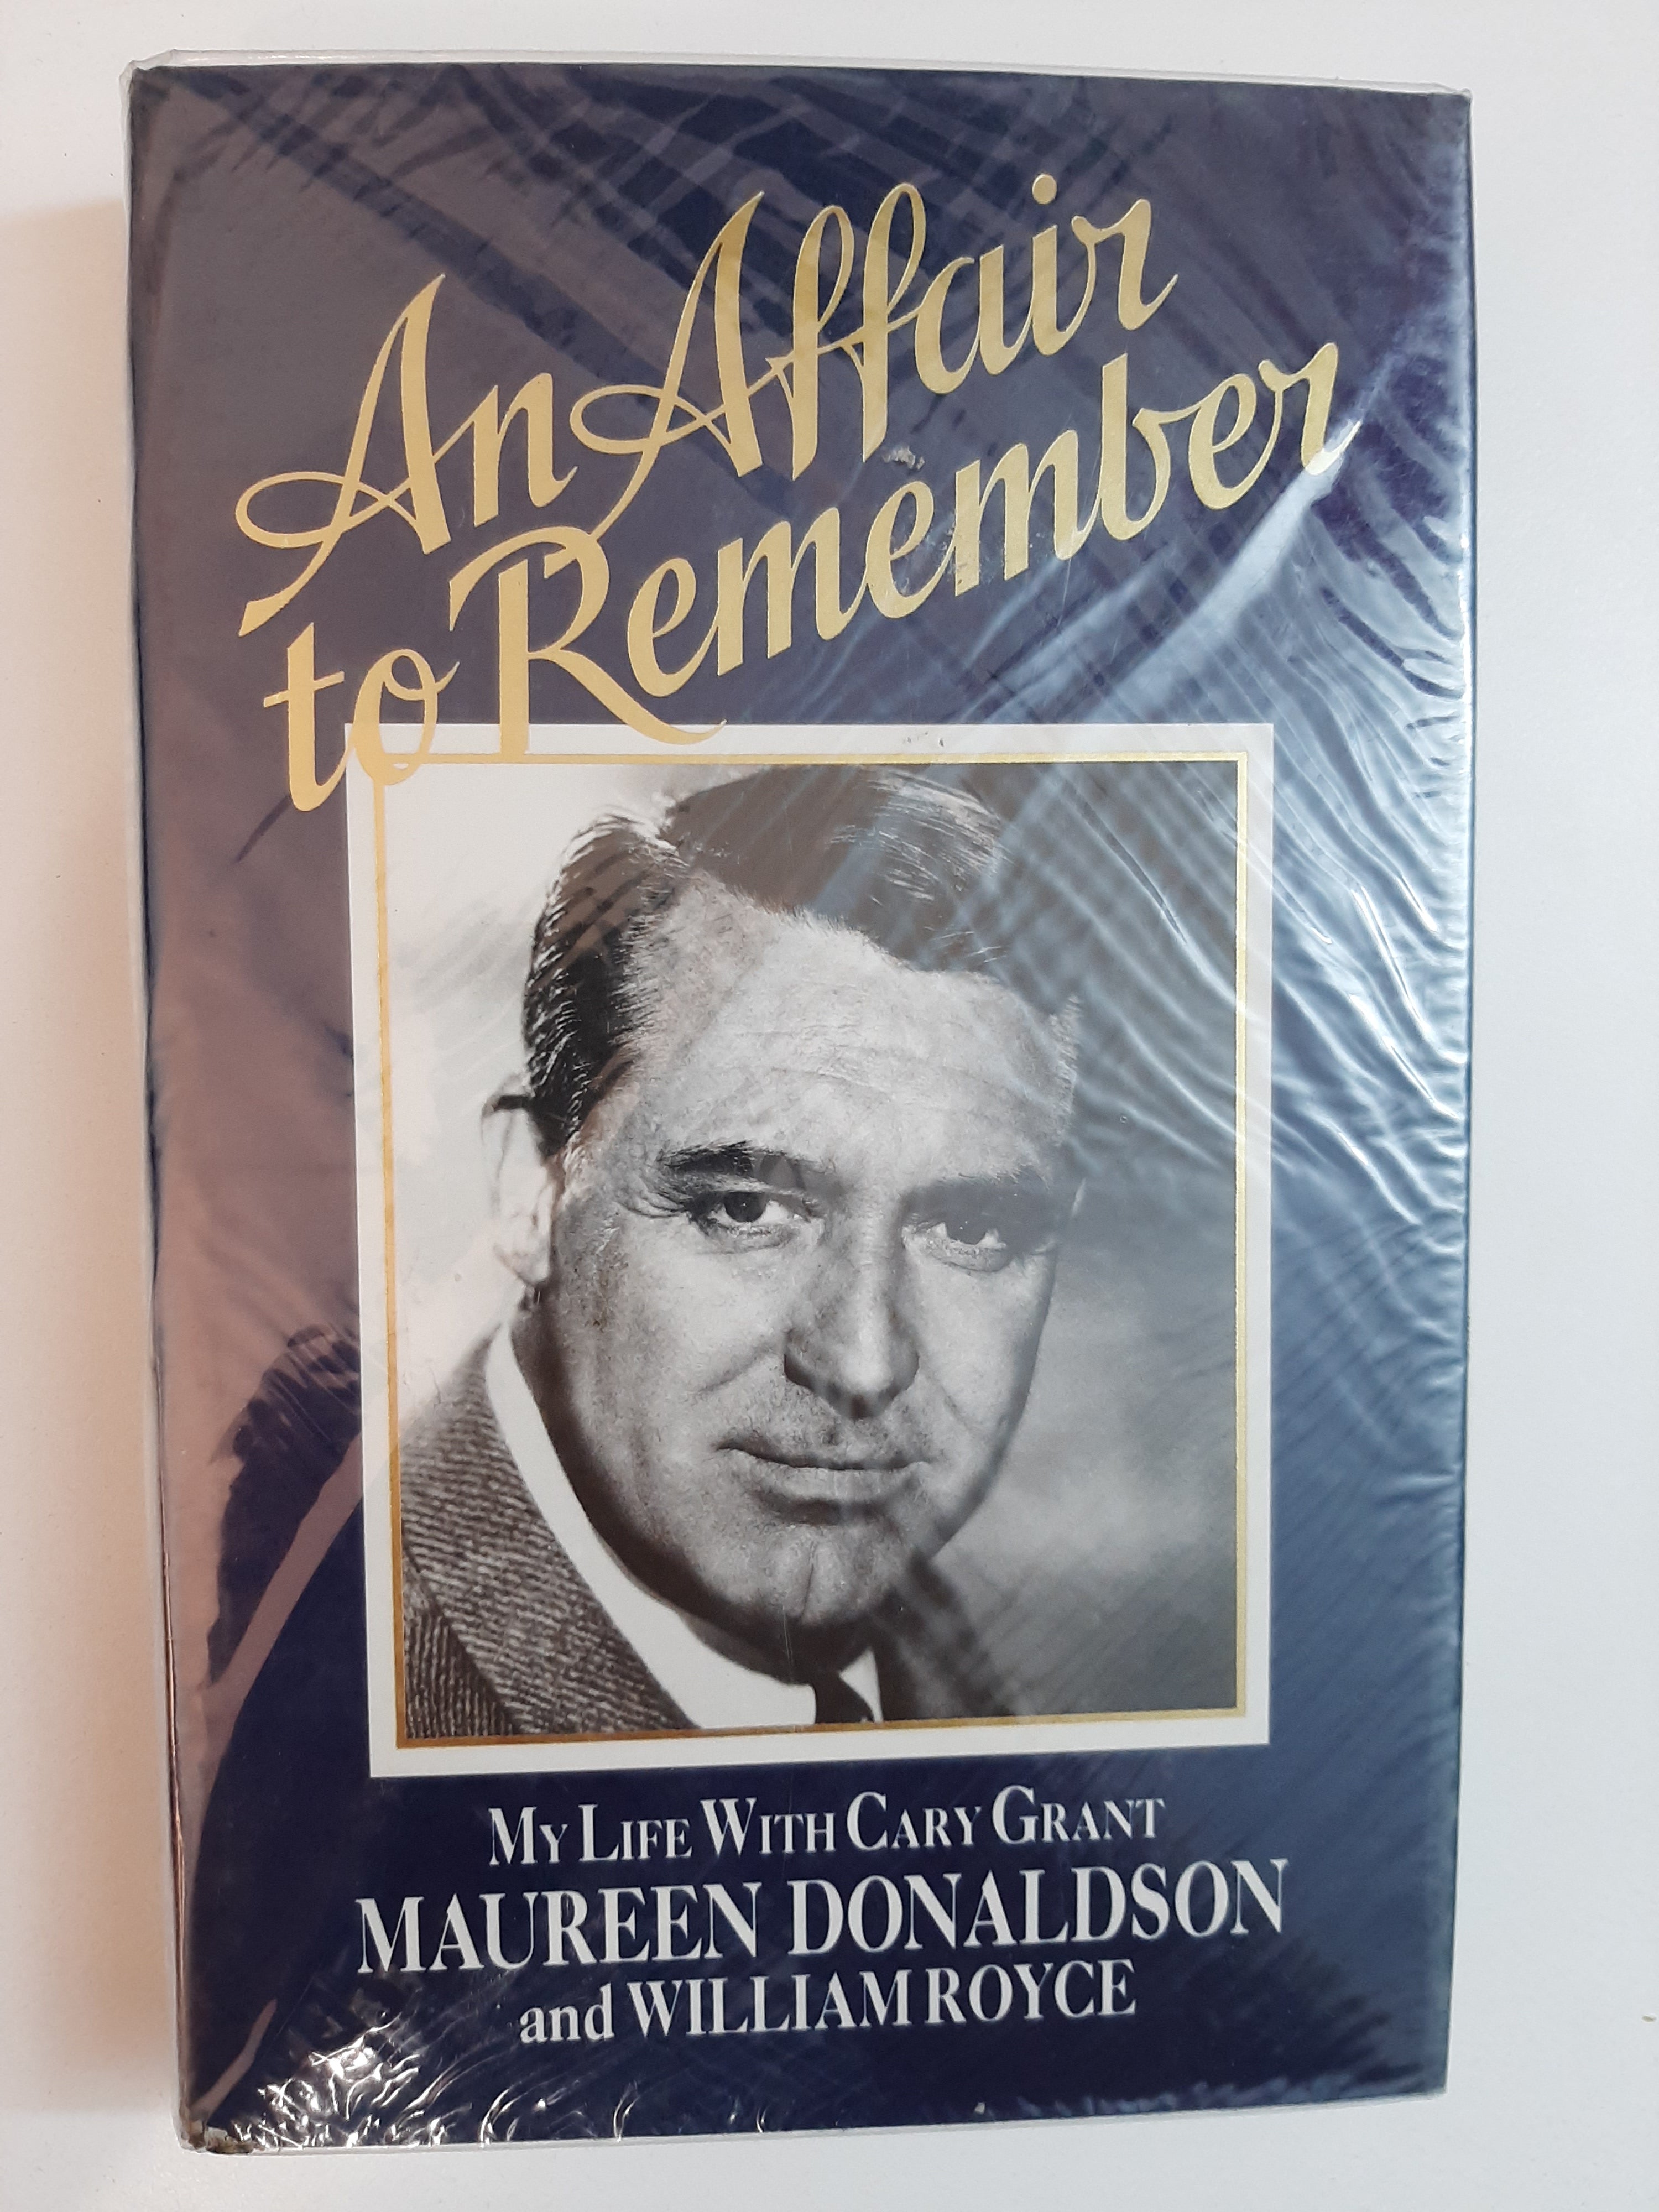 An Affair
to Remember
MY LIFE WITH CARY GRANT
MAUREEN DONALDSON
and WILLIAM ROYCE